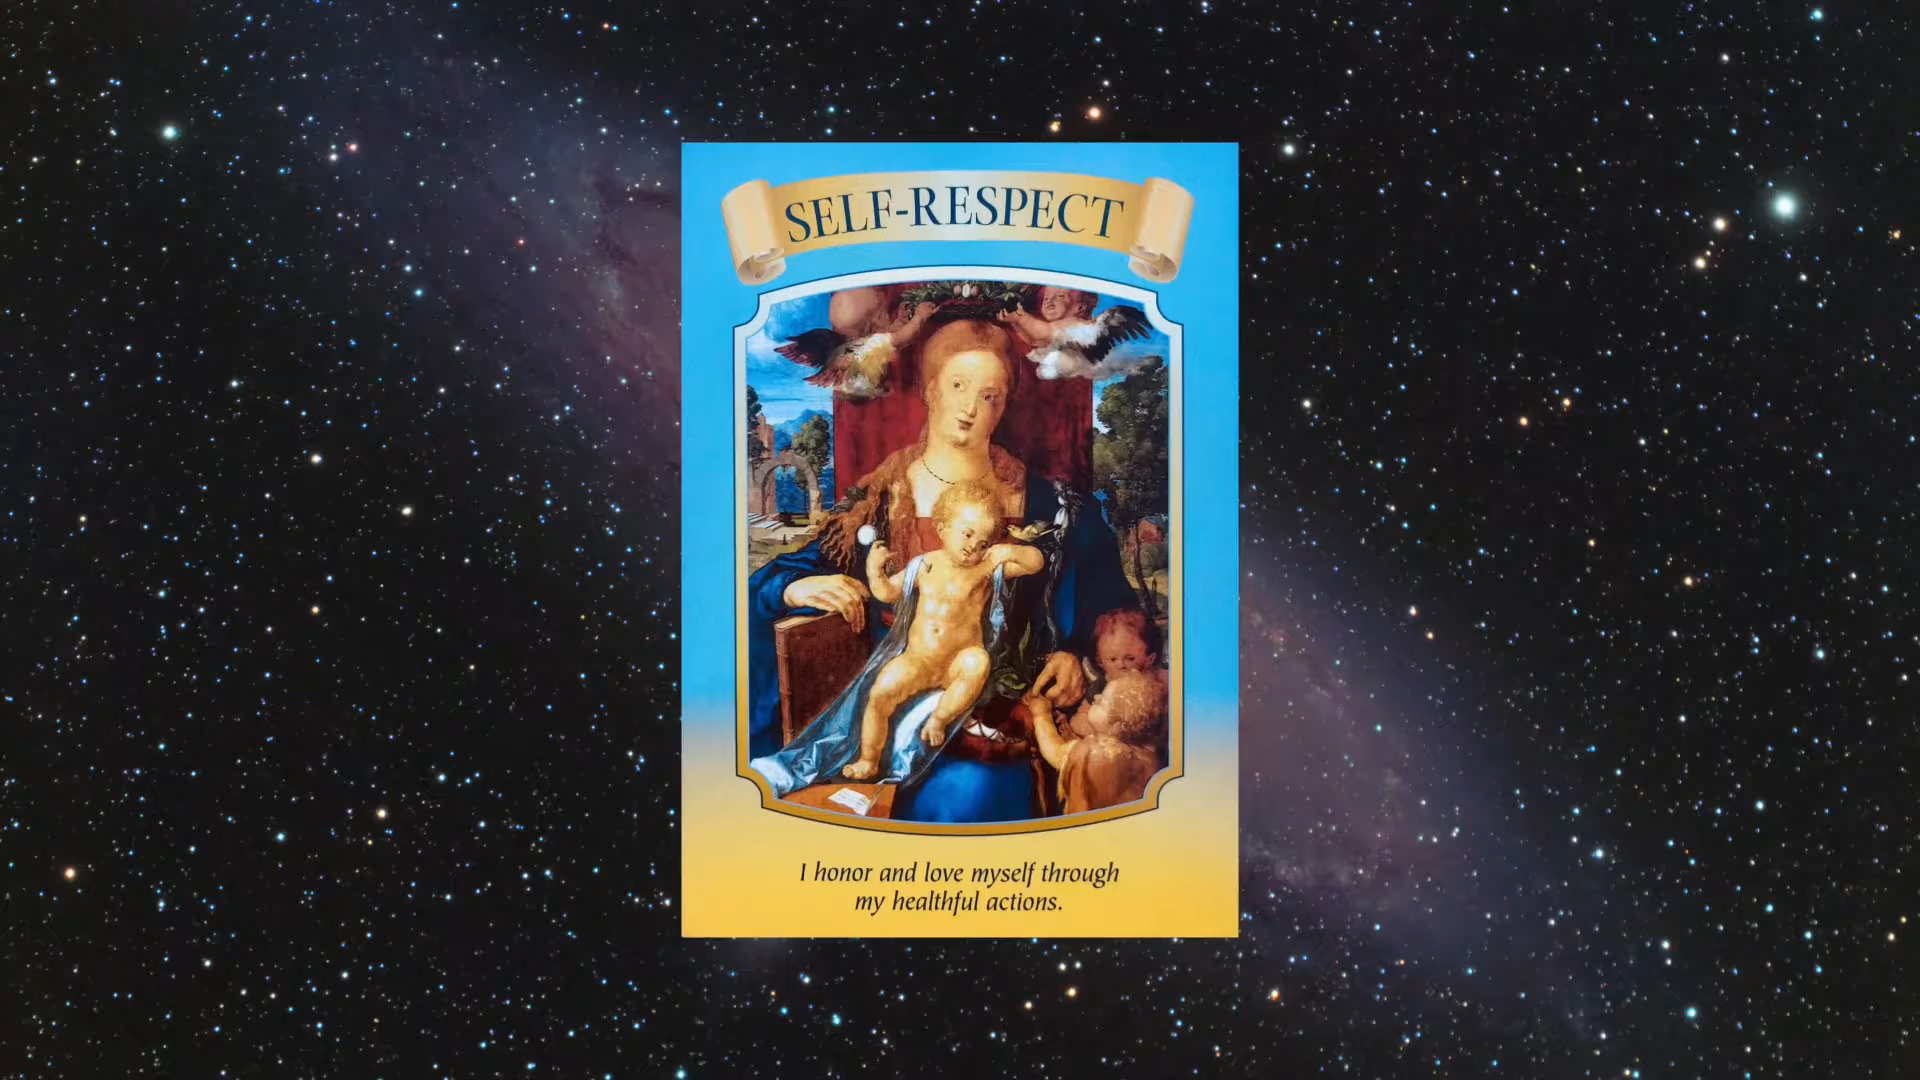 SELF-RESPECT
I honor and love myself through
my healthful actions.